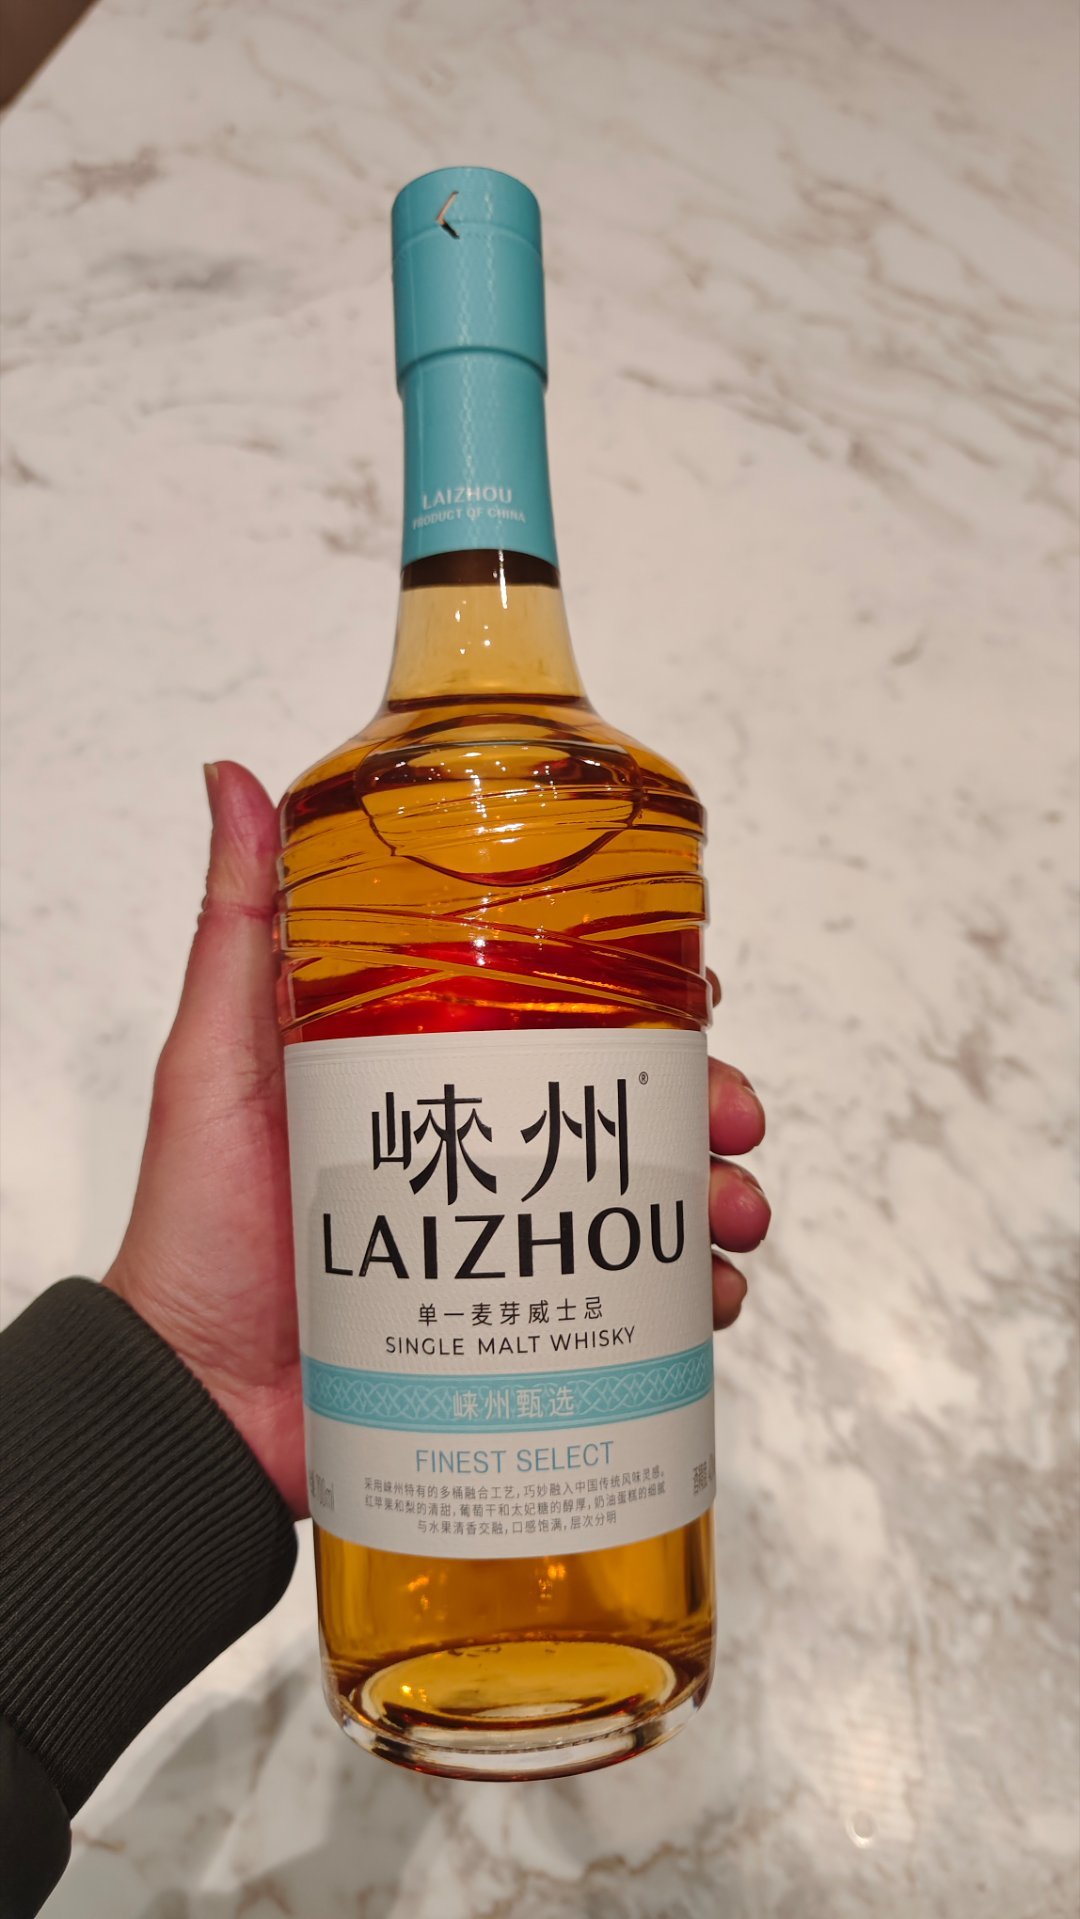 LAIZHOU
PRODUCT OF CHINA
崃州®
LAIZHOU
单一麦芽威士忌
SINGLE MALT WHISKY
崃州甄选
FINEST SELECT
采用崃州特有的多桶融合工艺，巧妙融入中国传统风味灵感。
红苹果和梨的清甜，葡萄干和太妃糖的醇厚，奶油蛋糕的细腻
与水果清香交融，口感饱满，层次分明
700ml